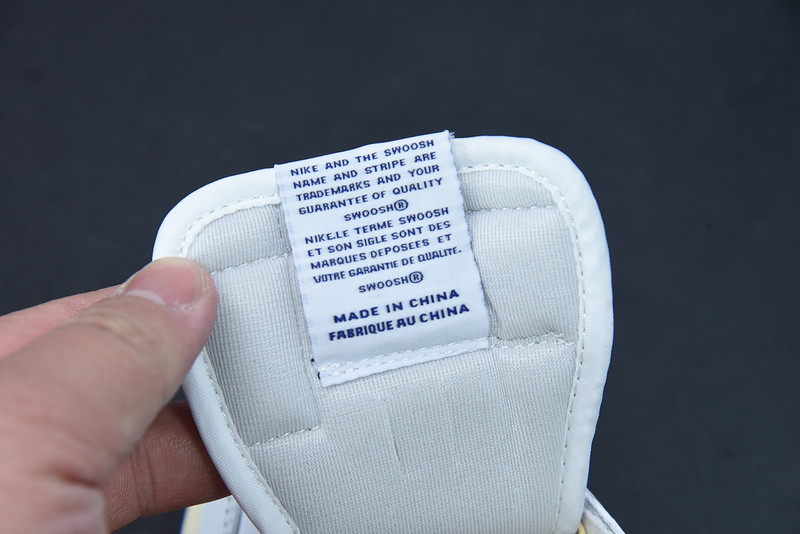 NIKE AND THE SWOOSH
NAME AND STRIPE ARE
TRADEMARKS AND YOUR
GUARANTEE OF QUALITY
SWOOSH®
NIKE.LE TERME SWOOSH
ET SON SIGLE SONT DES
MARQUES DEPOSEES ET
VOTRE GARANTIE DE QUALITE.
SWOOSH®
MADE IN CHINA
FABRIQUE AU CHINA